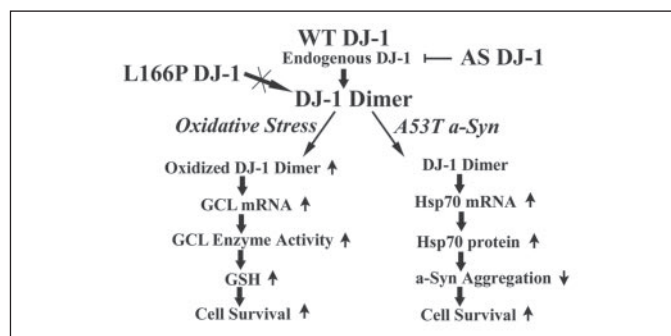 WT DJ-1
Endogenous DJ-1
AS DJ-1
L166P DJ-1
DJ-1 Dimer
Oxidative Stress
A53T a-Syn
Oxidized DJ-1 Dimer ↑
DJ-1 Dimer
GCL mRNA ↑
Hsp70 mRNA ↑
GCL Enzyme Activity ↑
Hsp70 protein ↑
GSH ↑
a-Syn Aggregation ↓
Cell Survival ↑
Cell Survival ↑